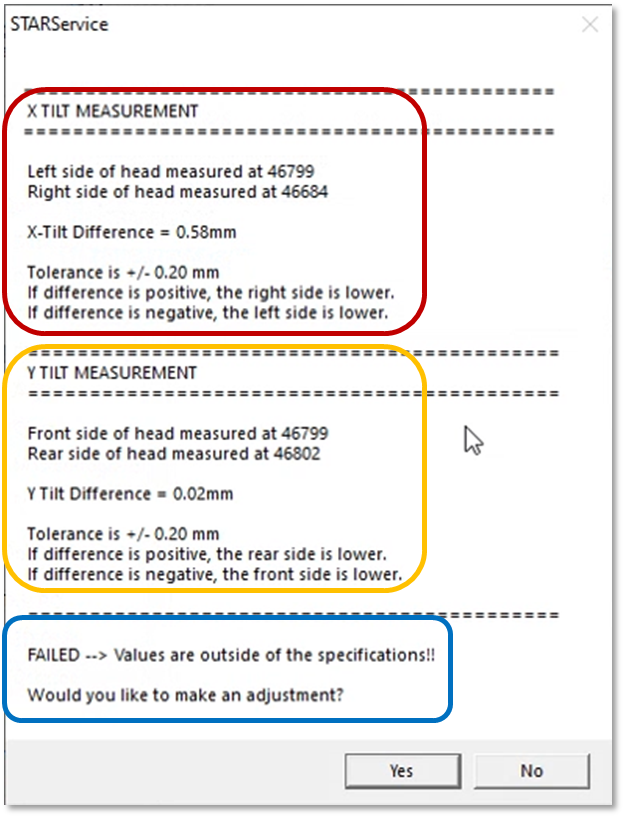 STARService
===========================================
X TILT MEASUREMENT
===========================================
Left side of head measured at 46799
Right side of head measured at 46684
X-Tilt Difference = 0.58mm
Tolerance is +/- 0.20 mm
If difference is positive, the right side is lower.
If difference is negative, the left side is lower.
===========================================
Y TILT MEASUREMENT
===========================================
Front side of head measured at 46799
Rear side of head measured at 46802
Y Tilt Difference = 0.02mm
Tolerance is +/- 0.20 mm
If difference is positive, the rear side is lower.
If difference is negative, the front side is lower.
===========================================
FAILED --> Values are outside of the specifications!!
Would you like to make an adjustment?
Yes No